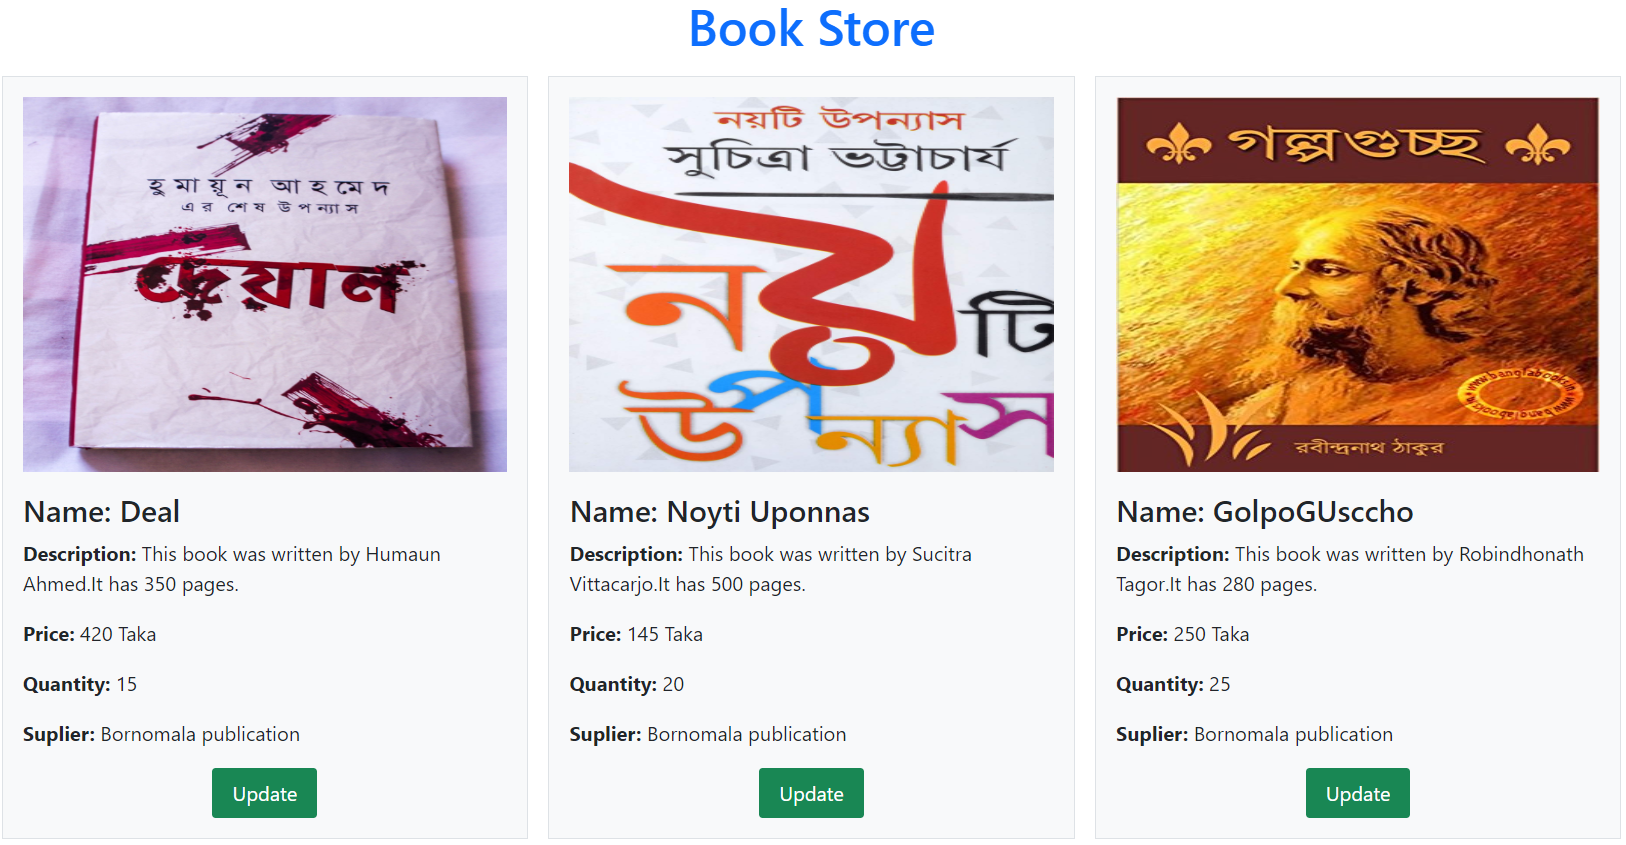 Book Store
হুমায়ূন আহমেদ
এর শেষ উপন্যাস
দেয়াল
Name: Deal
Description: This book was written by Humaun
Ahmed.It has 350 pages.
Price: 420 Taka
Quantity: 15
Suplier: Bornomala publication
Update
নয়টি উপন্যাস
সুচিত্রা ভট্টাচার্য
নয়টি
উপন্যাস
Name: Noyti Uponnas
Description: This book was written by Sucitra
Vittacarjo.It has 500 pages.
Price: 145 Taka
Quantity: 20
Suplier: Bornomala publication
Update
গল্পগুচ্ছ
www.banglabooks.in
www.banglabooks.in
রবীন্দ্রনাথ ঠাকুর
Name: GolpoGUsccho
Description: This book was written by Robindhonath
Tagor.It has 280 pages.
Price: 250 Taka
Quantity: 25
Suplier: Bornomala publication
Update